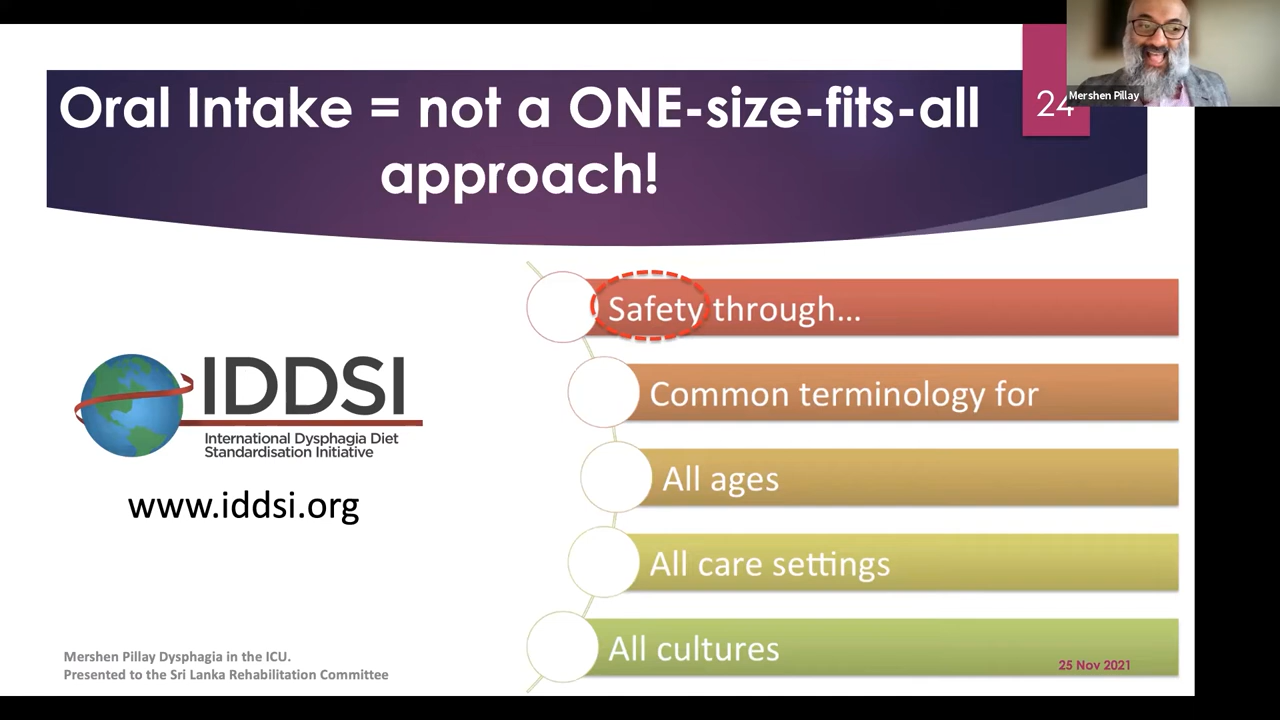 Oral Intake = not a ONE-size-fits-all
approach!
24
Mershen Pillay
Safety through...
IDDSI
International Dysphagia Diet
Standardisation Initiative
www.iddsi.org
Common terminology for
All ages
All care settings
All cultures
Mershen Pillay Dysphagia in the ICU.
Presented to the Sri Lanka Rehabilitation Committee
25 Nov 2021